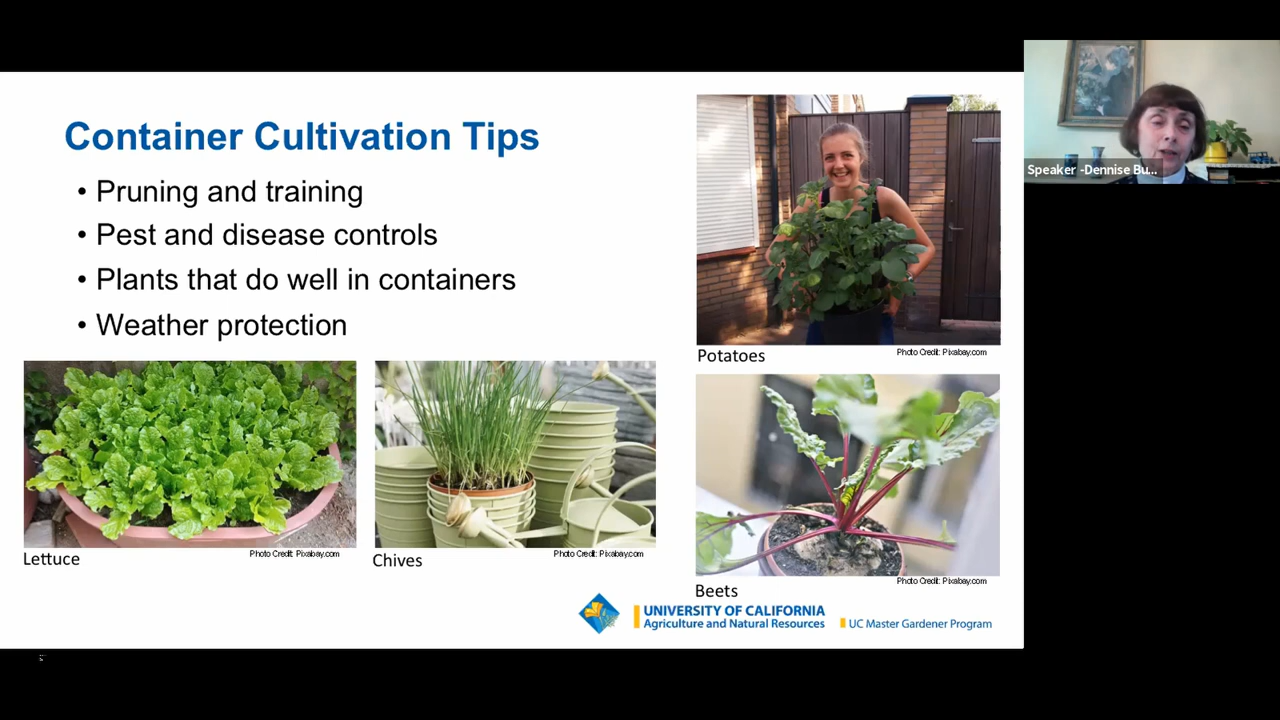 Container Cultivation Tips
• Pruning and training
• Pest and disease controls
• Plants that do well in containers
• Weather protection
Potatoes
Photo Credit: Pixabay.com
Lettuce
Photo Credit: Pixabay.com
Chives
Photo Credit: Pixabay.com
Beets
Photo Credit: Pixabay.com
UNIVERSITY OF CALIFORNIA
Agriculture and Natural Resources
UC Master Gardener Program
Speaker -Dennise Bu...